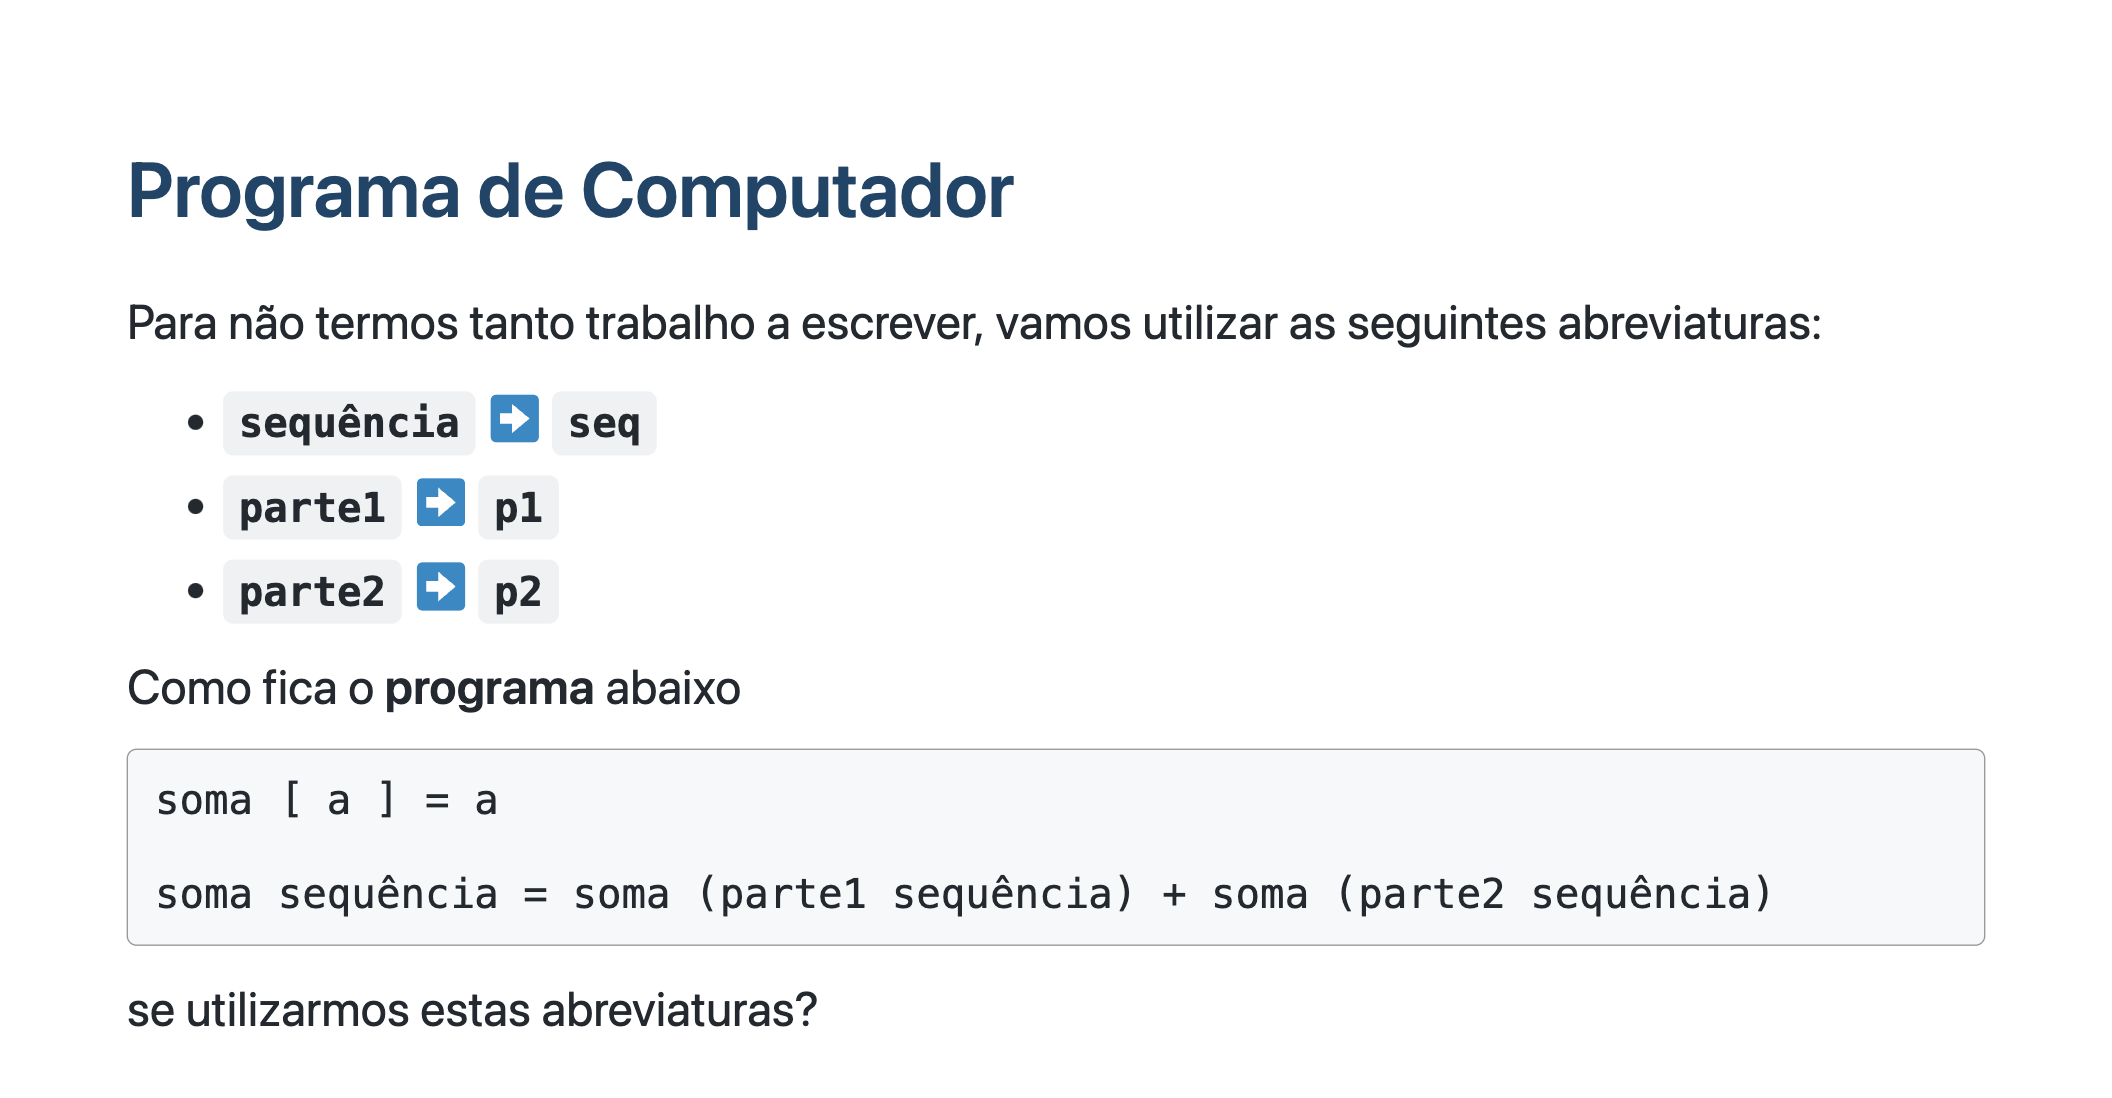 Programa de Computador
Para não termos tanto trabalho a escrever, vamos utilizar as seguintes abreviaturas:
• sequência ➡️ seq
• parte1 ➡️ p1
• parte2 ➡️ p2
Como fica o programa abaixo
soma [ a ] = a
soma sequência = soma (parte1 sequência) + soma (parte2 sequência)
se utilizarmos estas abreviaturas?